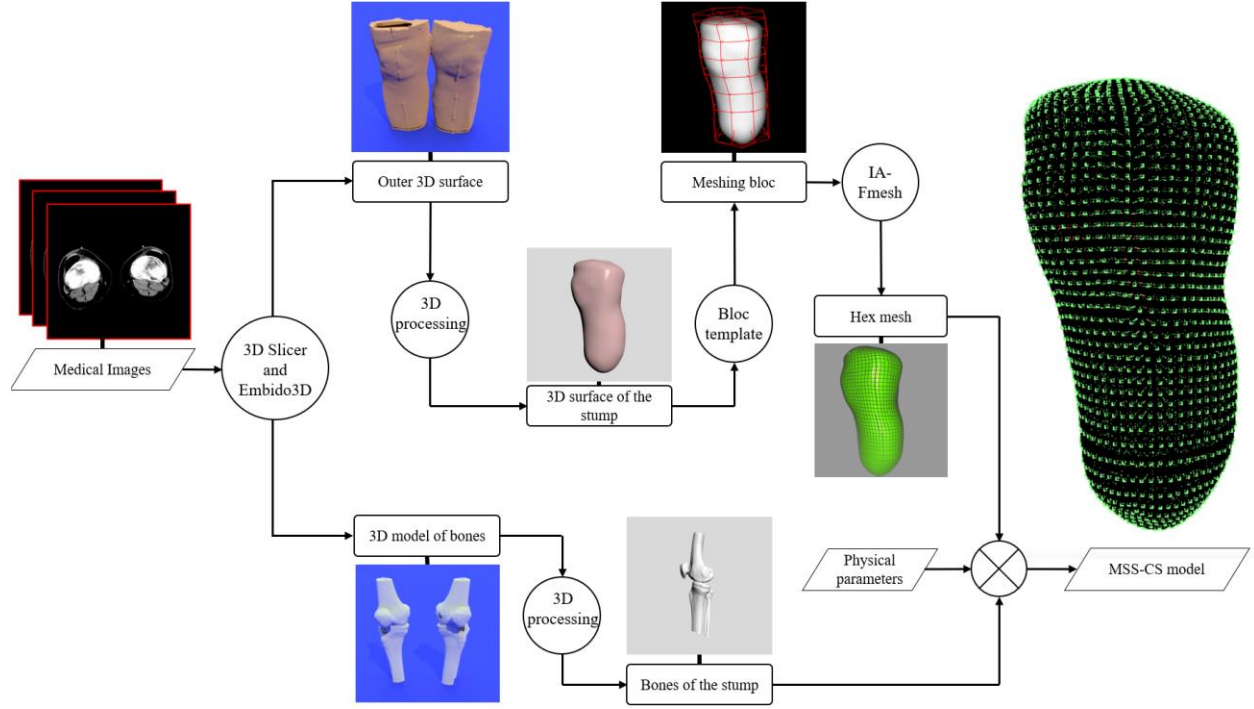 Outer 3D surface
Meshing bloc
IA-
Fmesh
3D
processing
Bloc
template
Hex mesh
3D Slicer
and
Embido3D
Medical Images
3D surface of the
stump
3D model of bones
3D
processing
Physical
parameters
MSS-CS model
Bones of the stump